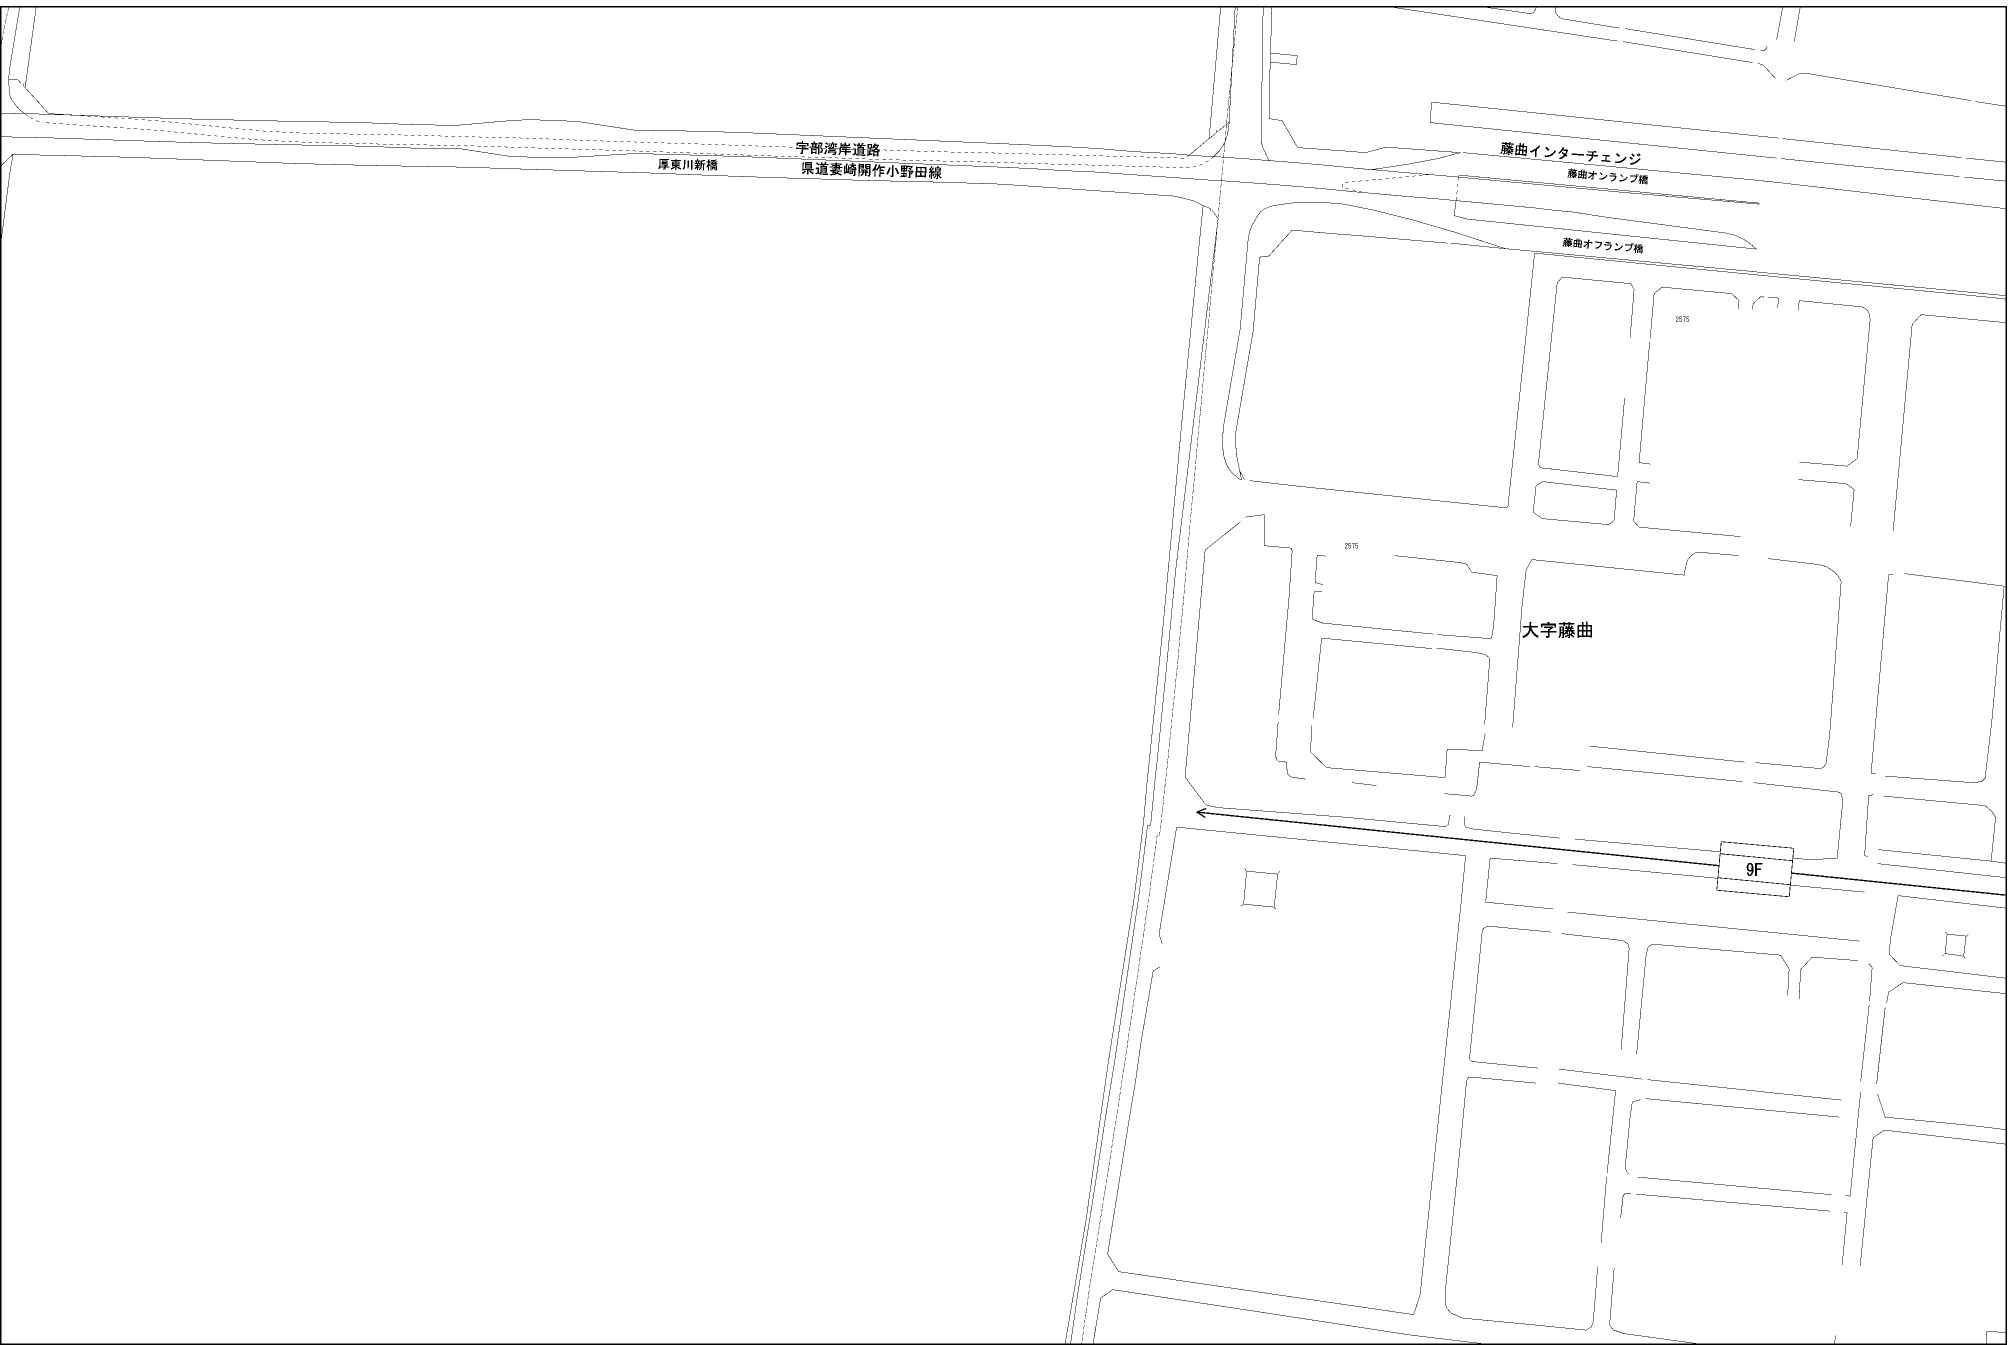 宇部湾岸道路
藤曲インターチェンジ
厚東川新橋
県道妻崎開作小野田線
藤曲オンランプ橋
藤曲オフランプ橋
2575
2575
大字藤曲
9F